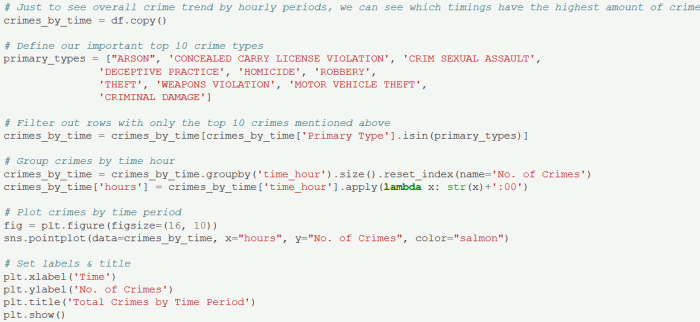 # Just to see overall crime trend by hourly periods, we can see which timings have the highest amount of crime
crimes_by_time = df.copy()
# Define our important top 10 crime types
primary_types = ["ARSON", 'CONCEALED CARRY LICENSE VIOLATION', 'CRIM SEXUAL ASSAULT',
'DECEPTIVE PRACTICE', 'HOMICIDE', 'ROBBERY',
'THEFT', 'WEAPONS VIOLATION', 'MOTOR VEHICLE THEFT',
'CRIMINAL DAMAGE']
# Filter out rows with only the top 10 crimes mentioned above
crimes_by_time = crimes_by_time[crimes_by_time['Primary Type'].isin(primary_types)]
# Group crimes by time hour
crimes_by_time = crimes_by_time.groupby('time_hour').size().reset_index(name='No. of Crimes')
crimes_by_time['hours'] = crimes_by_time['time_hour'].apply(lambda x: str(x)+':00')
# Plot crimes by time period
fig = plt.figure(figsize=(16, 10))
sns.pointplot(data=crimes_by_time, x="hours", y="No. of Crimes", color="salmon")
# Set labels & title
plt.xlabel('Time')
plt.ylabel('No. of Crimes')
plt.title('Total Crimes by Time Period')
plt.show()